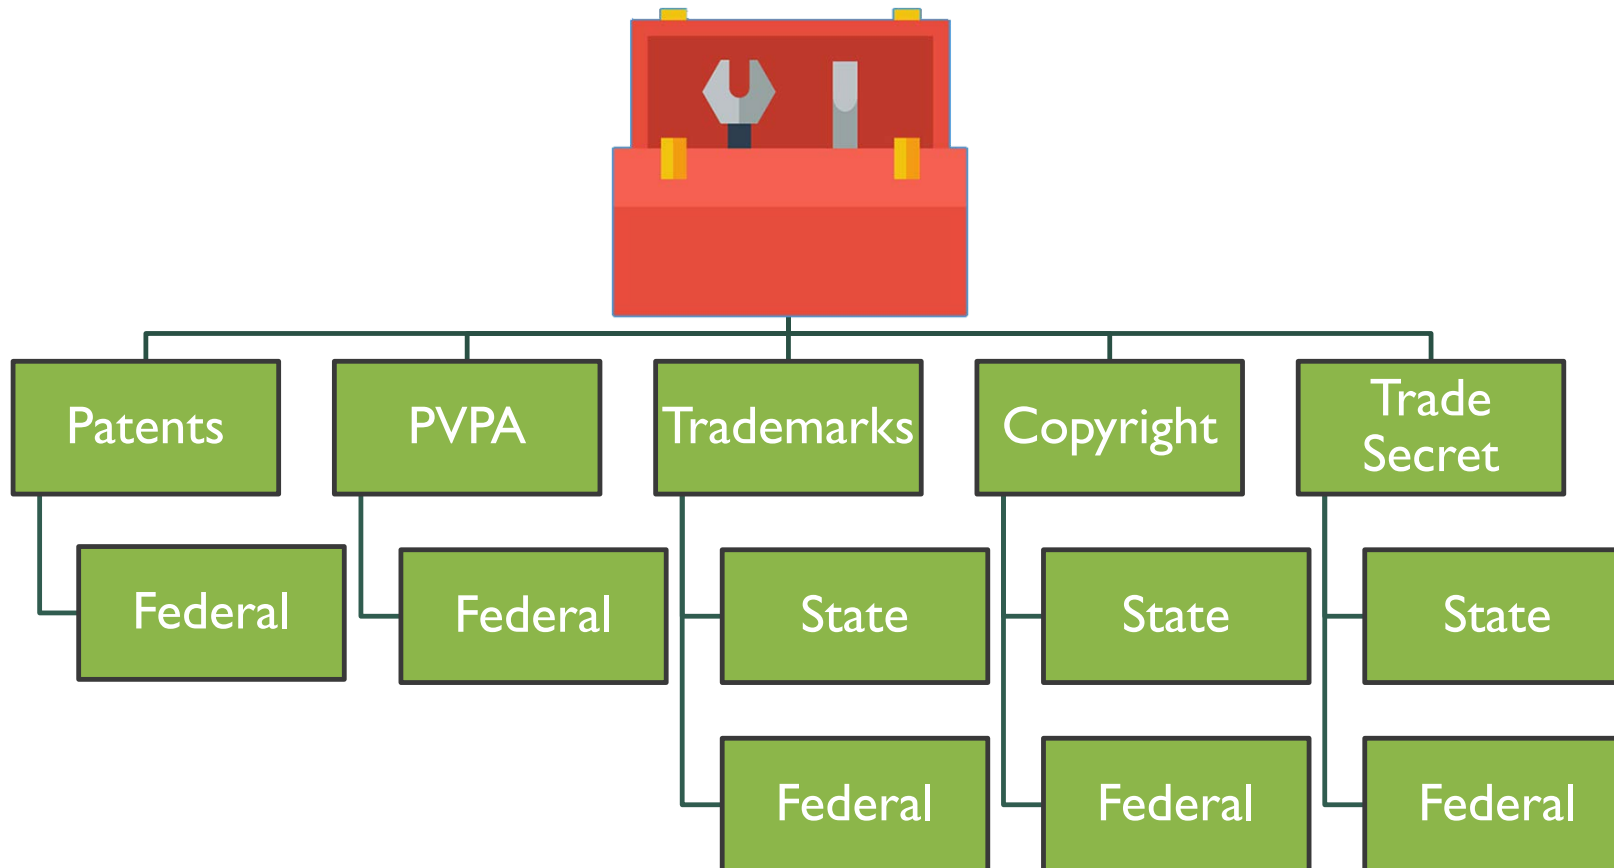 Patents
PVPA
Trademarks
Copyright
Trade
Secret
Federal
Federal
State
State
State
Federal
Federal
Federal